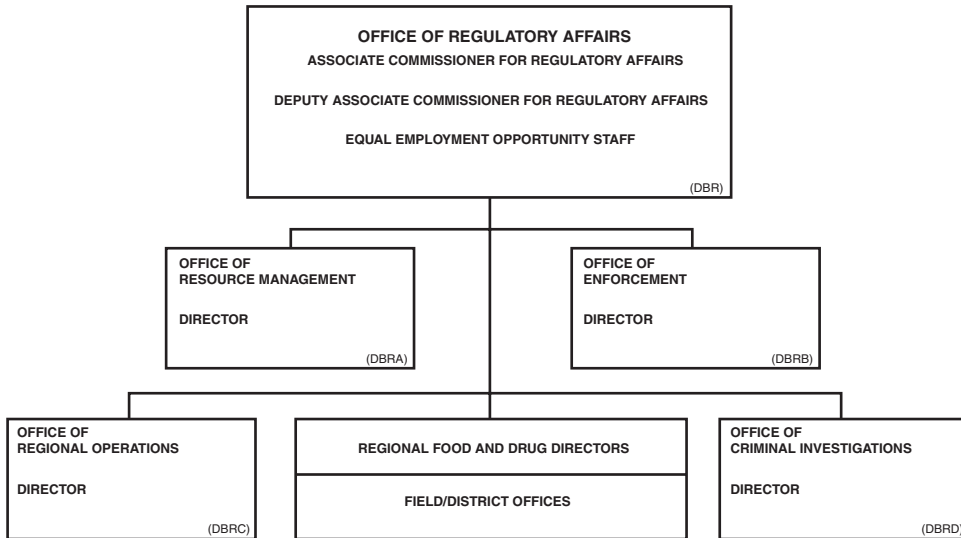 OFFICE OF REGULATORY AFFAIRS
ASSOCIATE COMMISSIONER FOR REGULATORY AFFAIRS
DEPUTY ASSOCIATE COMMISSIONER FOR REGULATORY AFFAIRS
EQUAL EMPLOYMENT OPPORTUNITY STAFF
(DBR)
OFFICE OF
RESOURCE MANAGEMENT
DIRECTOR
(DBRA)
OFFICE OF
ENFORCEMENT
DIRECTOR
(DBRB)
OFFICE OF
REGIONAL OPERATIONS
DIRECTOR
(DBRC)
REGIONAL FOOD AND DRUG DIRECTORS
FIELD/DISTRICT OFFICES
OFFICE OF
CRIMINAL INVESTIGATIONS
DIRECTOR
(DBRD)